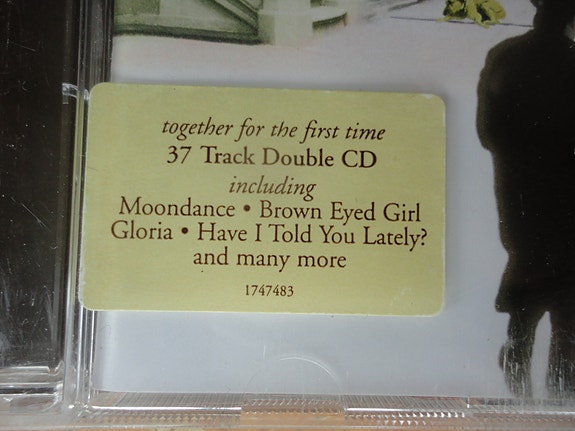 together for the first time
37 Track Double CD
including
Moondance • Brown Eyed Girl
Gloria • Have I Told You Lately?
and many more
1747483